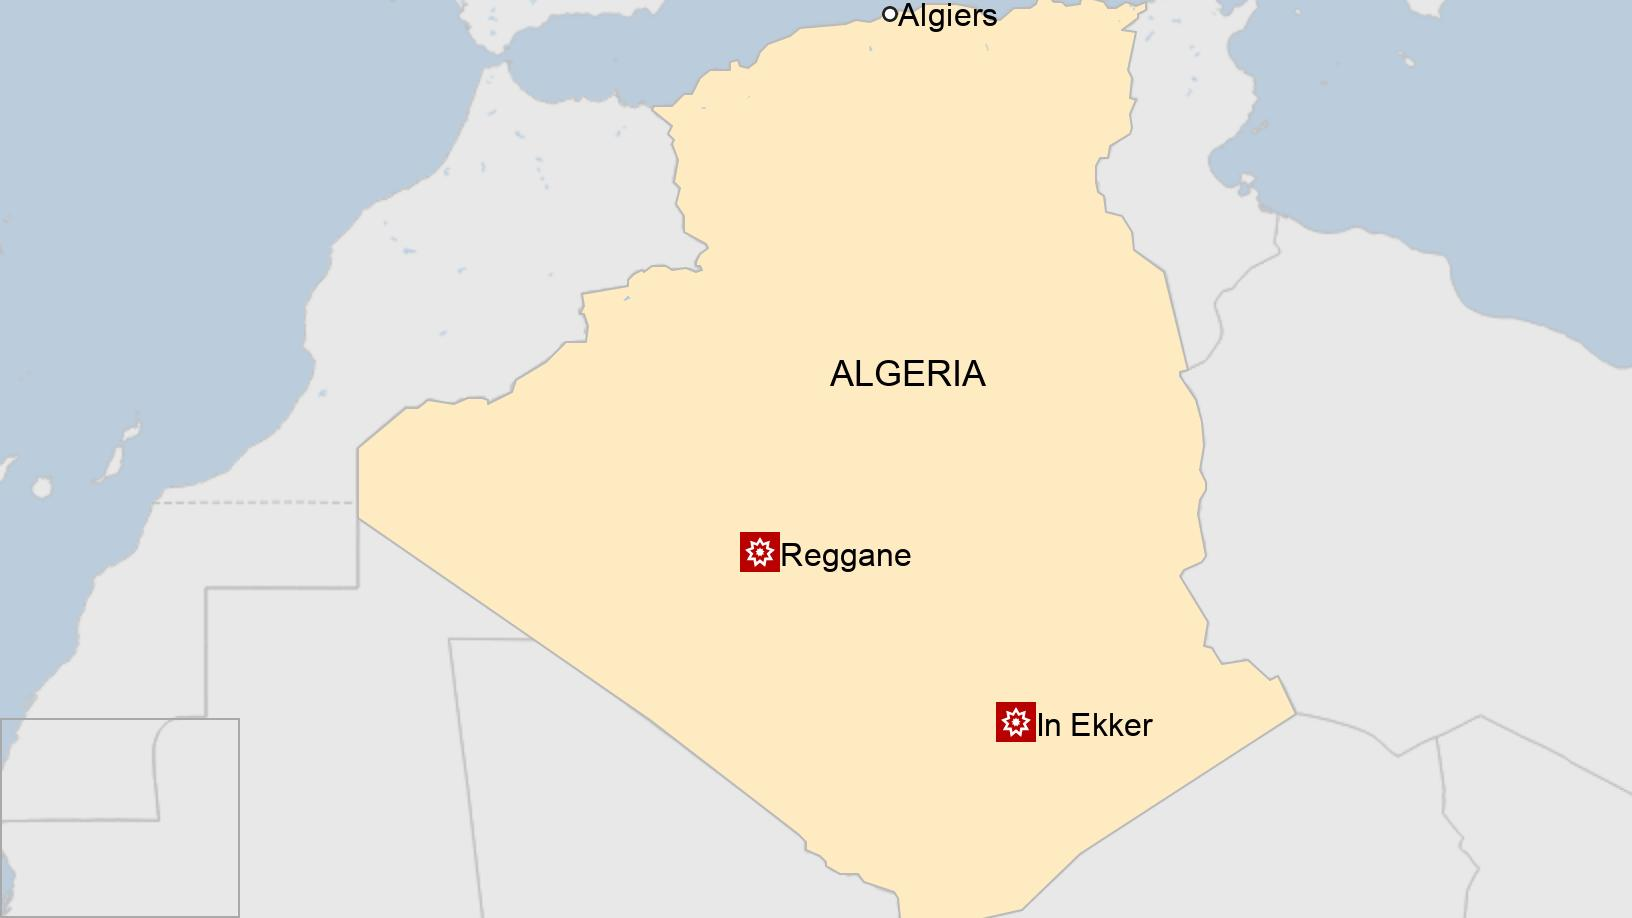 Algiers
ALGERIA
Reggane
In Ekker